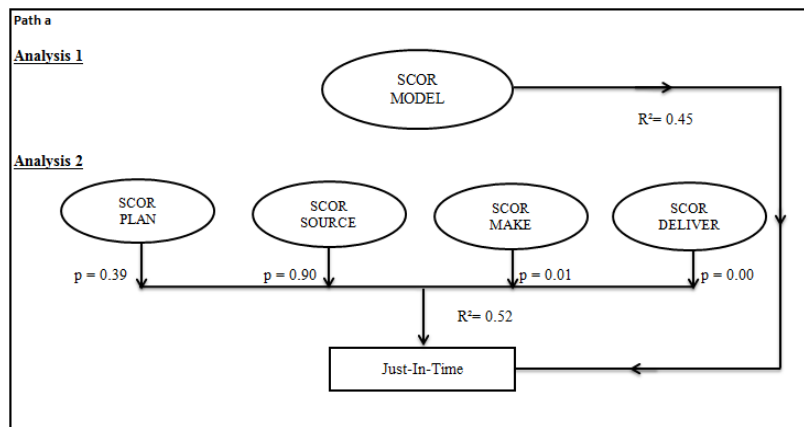 Path a
Analysis 1
SCOR
MODEL
R²= 0.45
Analysis 2
SCOR
PLAN
SCOR
SOURCE
SCOR
MAKE
SCOR
DELIVER
p = 0.39
p = 0.90
p = 0.01
p = 0.00
R²= 0.52
Just-In-Time